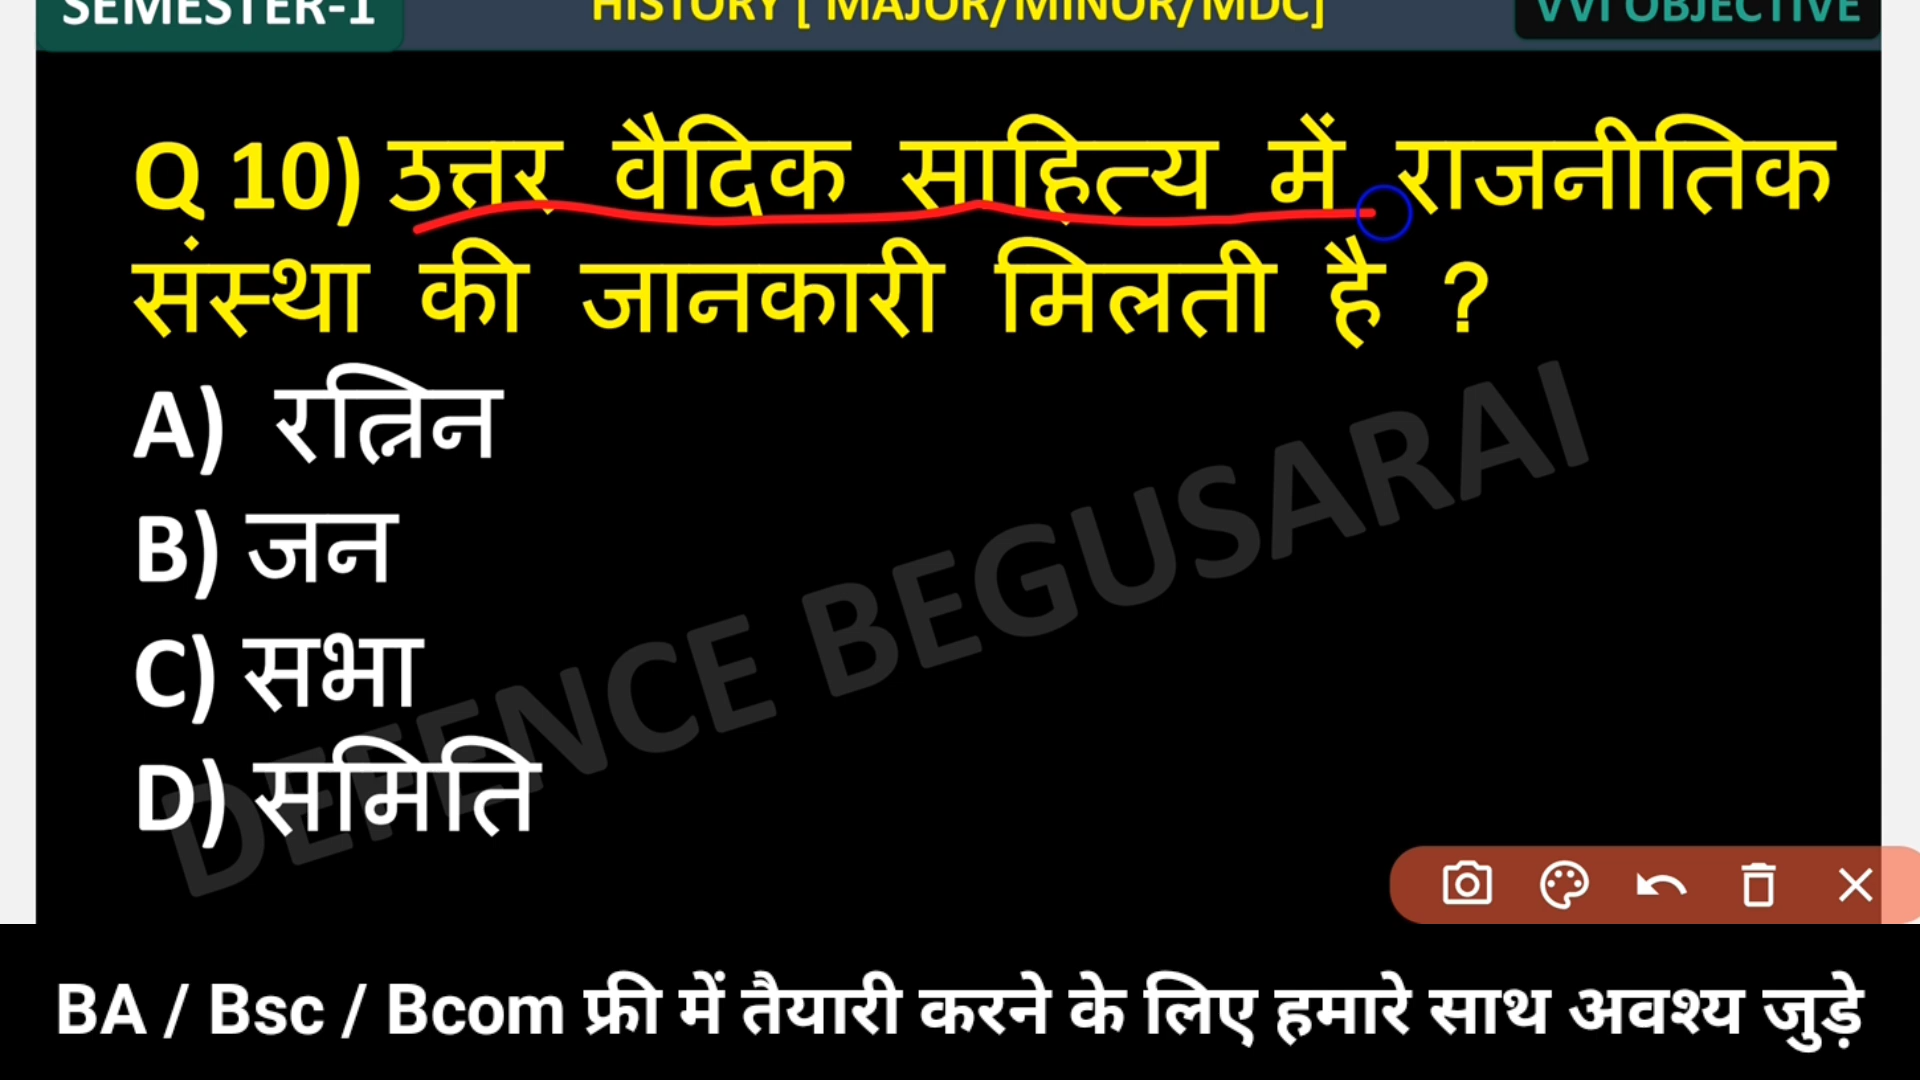 SEMESTER-1
HISTORY [ MAJOR/MINOR/MDC]
VVI OBJECTIVE
Q 10) उत्तर वैदिक साहित्य में राजनीतिक
संस्था की जानकारी मिलती है ?
A) रत्निन
B) जन
C) सभा
D) समिति
DEFENCE BEGUSARAI
BA / Bsc / Bcom फ्री में तैयारी करने के लिए हमारे साथ अवश्य जुड़े